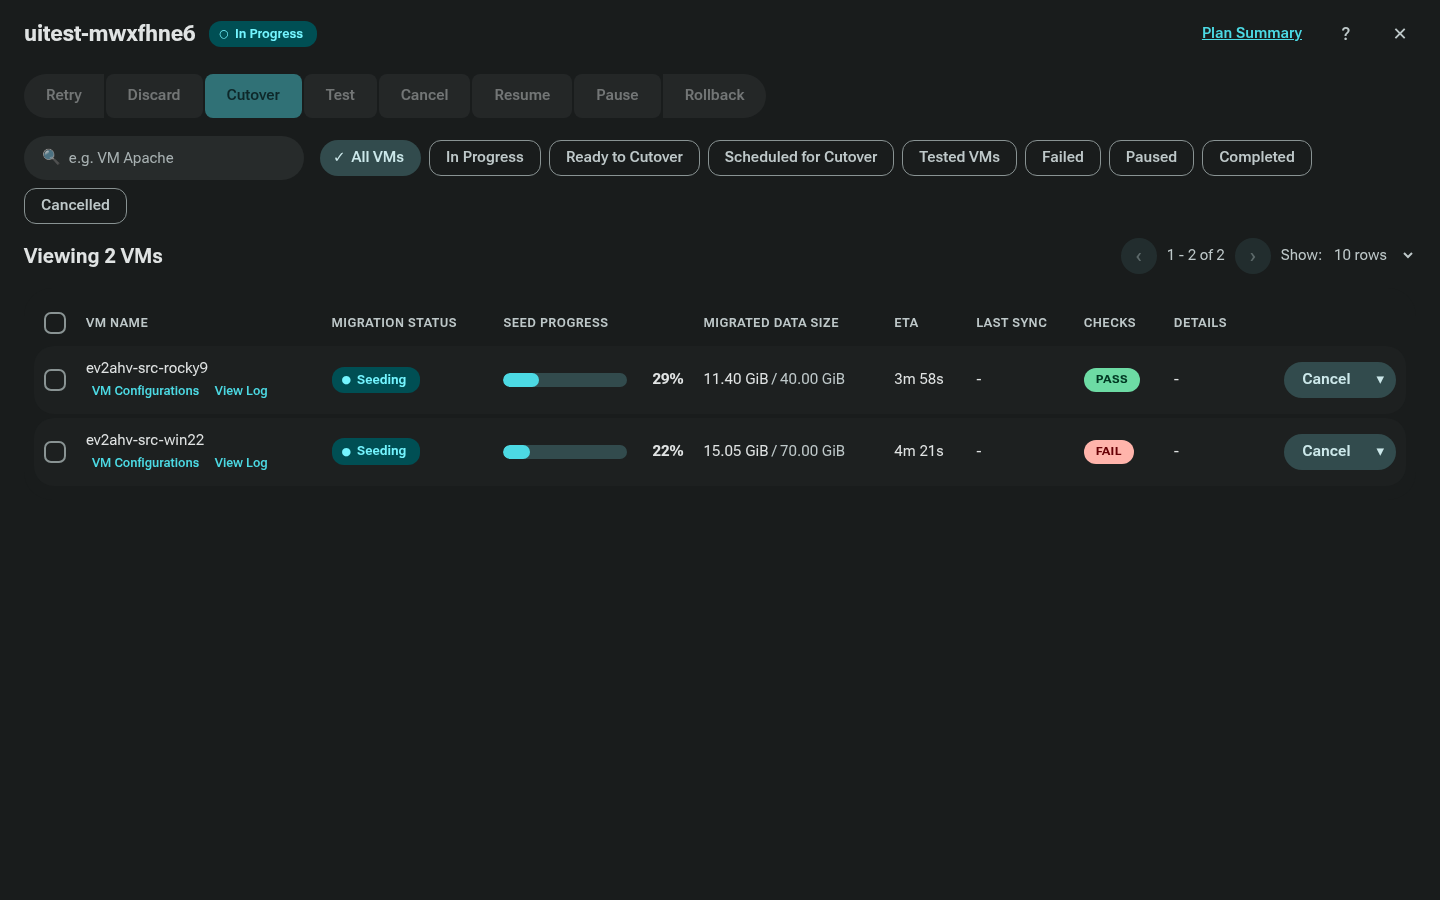 uitest-mwxfhne6 In Progress Plan Summary ? ✕
Retry Discard Cutover Test Cancel Resume Pause Rollback
e.g. VM Apache ✓ All VMs In Progress Ready to Cutover Scheduled for Cutover Tested VMs Failed Paused Completed
Cancelled
Viewing 2 VMs ‹ 1 - 2 of 2 › Show: 10 rows
VM NAME MIGRATION STATUS SEED PROGRESS MIGRATED DATA SIZE ETA LAST SYNC CHECKS DETAILS
ev2ahv-src-rocky9
VM Configurations View Log Seeding 29% 11.40 GiB / 40.00 GiB 3m 58s - PASS - Cancel ▾
ev2ahv-src-win22
VM Configurations View Log Seeding 22% 15.05 GiB / 70.00 GiB 4m 21s - FAIL - Cancel ▾